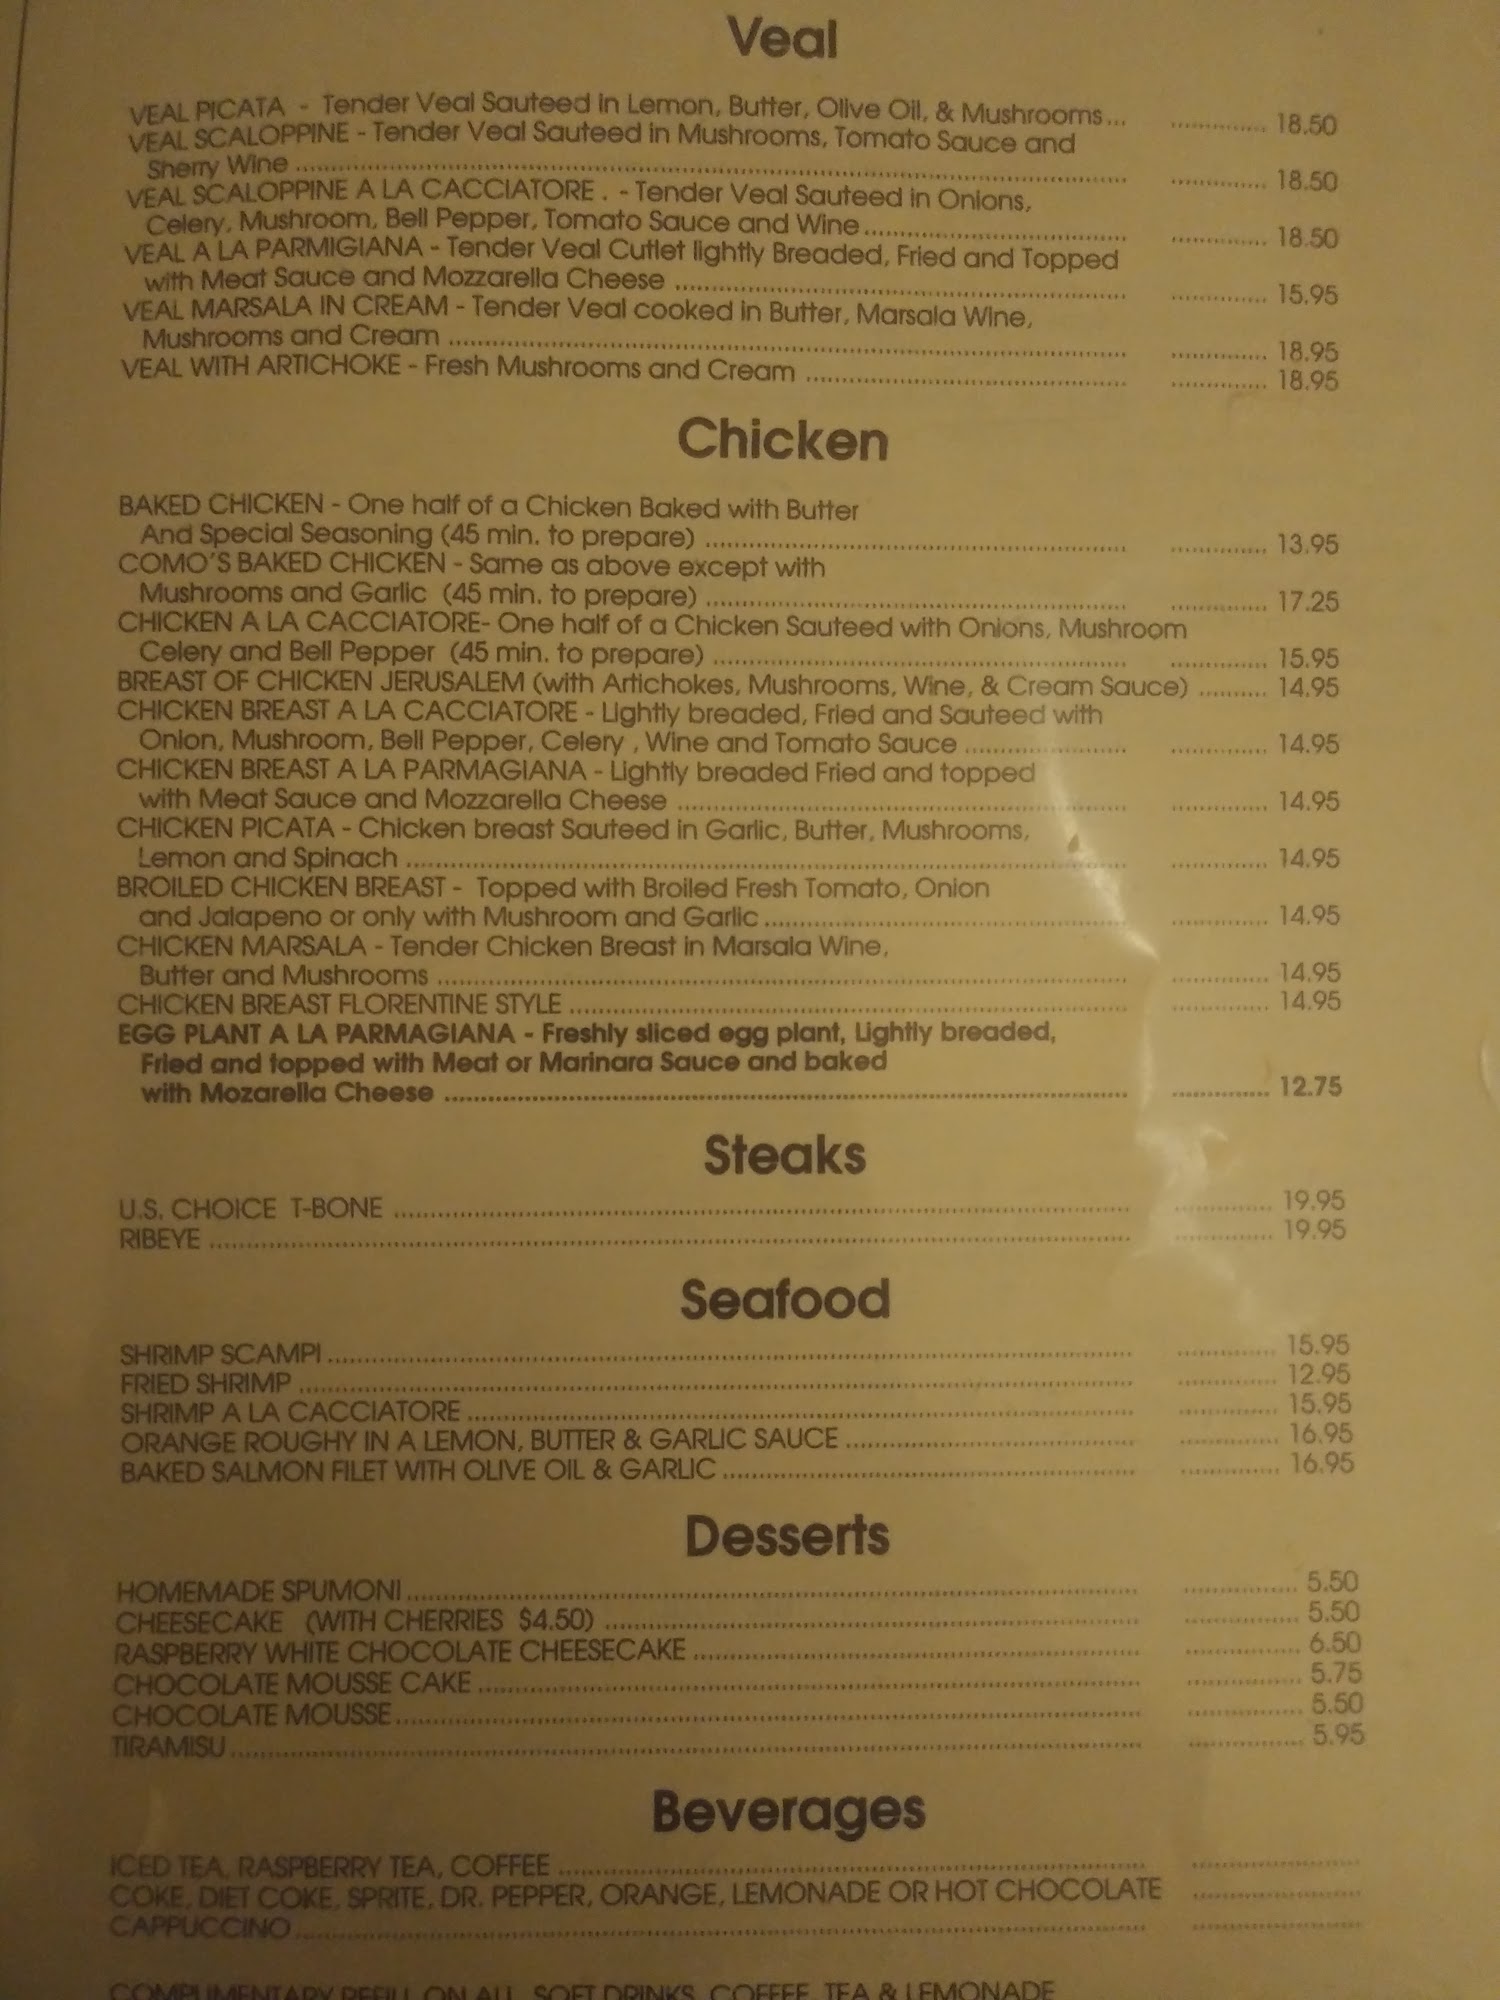 Veal
VEAL PICATA - Tender Veal Sauteed in Lemon, Butter, Olive Oil, & Mushrooms... ............. 18.50
VEAL SCALOPPINE - Tender Veal Sauteed in Mushrooms, Tomato Sauce and
Sherry Wine ............. 18.50
VEAL SCALOPPINE A LA CACCIATORE . - Tender Veal Sauteed in Onions,
Celery, Mushroom, Bell Pepper, Tomato Sauce and Wine ............. 18.50
VEAL A LA PARMIGIANA - Tender Veal Cutlet lightly Breaded, Fried and Topped
with Meat Sauce and Mozzarella Cheese ............. 15.95
VEAL MARSALA IN CREAM - Tender Veal cooked in Butter, Marsala Wine,
Mushrooms and Cream ............. 18.95
VEAL WITH ARTICHOKE - Fresh Mushrooms and Cream ............. 18.95
Chicken
BAKED CHICKEN - One half of a Chicken Baked with Butter
And Special Seasoning (45 min. to prepare) ............. 13.95
COMO'S BAKED CHICKEN - Same as above except with
Mushrooms and Garlic (45 min. to prepare) ............. 17.25
CHICKEN A LA CACCIATORE- One half of a Chicken Sauteed with Onions, Mushroom
Celery and Bell Pepper (45 min. to prepare) ............. 15.95
BREAST OF CHICKEN JERUSALEM (with Artichokes, Mushrooms, Wine, & Cream Sauce) .......... 14.95
CHICKEN BREAST A LA CACCIATORE - Lightly breaded, Fried and Sauteed with
Onion, Mushroom, Bell Pepper, Celery , Wine and Tomato Sauce ............. 14.95
CHICKEN BREAST A LA PARMAGIANA - Lightly breaded Fried and topped
with Meat Sauce and Mozzarella Cheese ............. 14.95
CHICKEN PICATA - Chicken breast Sauteed in Garlic, Butter, Mushrooms,
Lemon and Spinach ............. 14.95
BROILED CHICKEN BREAST - Topped with Broiled Fresh Tomato, Onion
and Jalapeno or only with Mushroom and Garlic ............. 14.95
CHICKEN MARSALA - Tender Chicken Breast in Marsala Wine,
Butter and Mushrooms ............. 14.95
CHICKEN BREAST FLORENTINE STYLE ............. 14.95
EGG PLANT A LA PARMAGIANA - Freshly sliced egg plant, Lightly breaded,
Fried and topped with Meat or Marinara Sauce and baked
with Mozarella Cheese ............. 12.75
Steaks
U.S. CHOICE T-BONE ............. 19.95
RIBEYE ............. 19.95
Seafood
SHRIMP SCAMPI ............. 15.95
FRIED SHRIMP ............. 12.95
SHRIMP A LA CACCIATORE ............. 15.95
ORANGE ROUGHY IN A LEMON, BUTTER & GARLIC SAUCE ............. 16.95
BAKED SALMON FILET WITH OLIVE OIL & GARLIC ............. 16.95
Desserts
HOMEMADE SPUMONI ............. 5.50
CHEESECAKE (WITH CHERRIES $4.50) ............. 5.50
RASPBERRY WHITE CHOCOLATE CHEESECAKE ............. 6.50
CHOCOLATE MOUSSE CAKE ............. 5.75
CHOCOLATE MOUSSE ............. 5.50
TIRAMISU ............. 5.95
Beverages
ICED TEA, RASPBERRY TEA, COFFEE .............
COKE, DIET COKE, SPRITE, DR. PEPPER, ORANGE, LEMONADE OR HOT CHOCOLATE .............
CAPPUCCINO .............
COMPLIMENTARY REFILL ON ALL SOFT DRINKS, COFFEE, TEA & LEMONADE